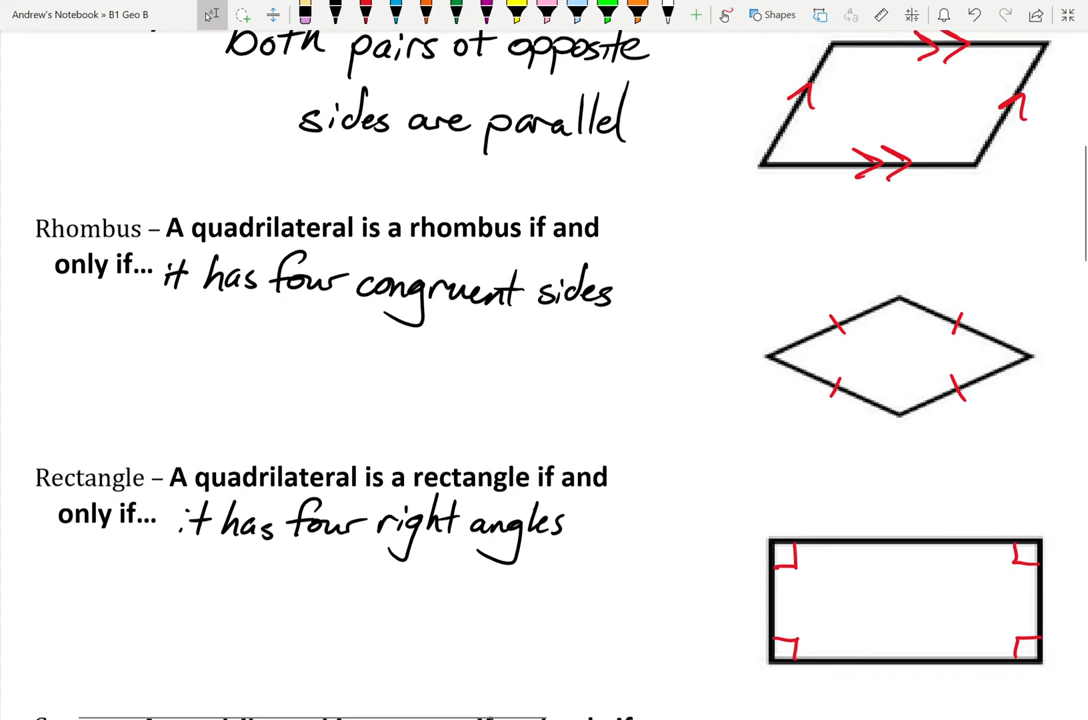 Andrew's Notebook » B1 Geo B
Shapes
both pairs of opposite
sides are parallel
Rhombus – A quadrilateral is a rhombus if and
only if... it has four congruent sides
Rectangle – A quadrilateral is a rectangle if and
only if... it has four right angles